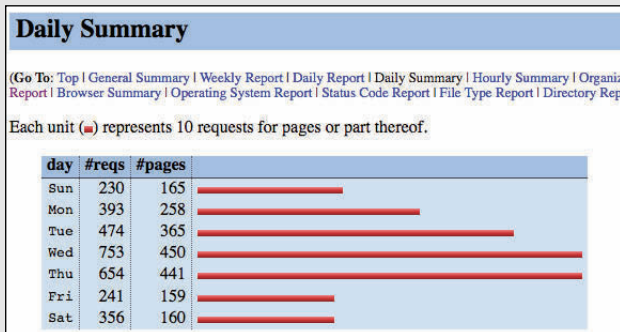 Daily Summary
(Go To: Top | General Summary | Weekly Report | Daily Report | Daily Summary | Hourly Summary |
Report | Browser Summary | Operating System Report | Status Code Report | File Type Report | Directory
Each unit ( ) represents 10 requests for pages or part thereof.
day #reqs #pages
Sun 230 165
Mon 393 258
Tue 474 365
Wed 753 450
Thu 654 441
Fri 241 159
Sat 356 160